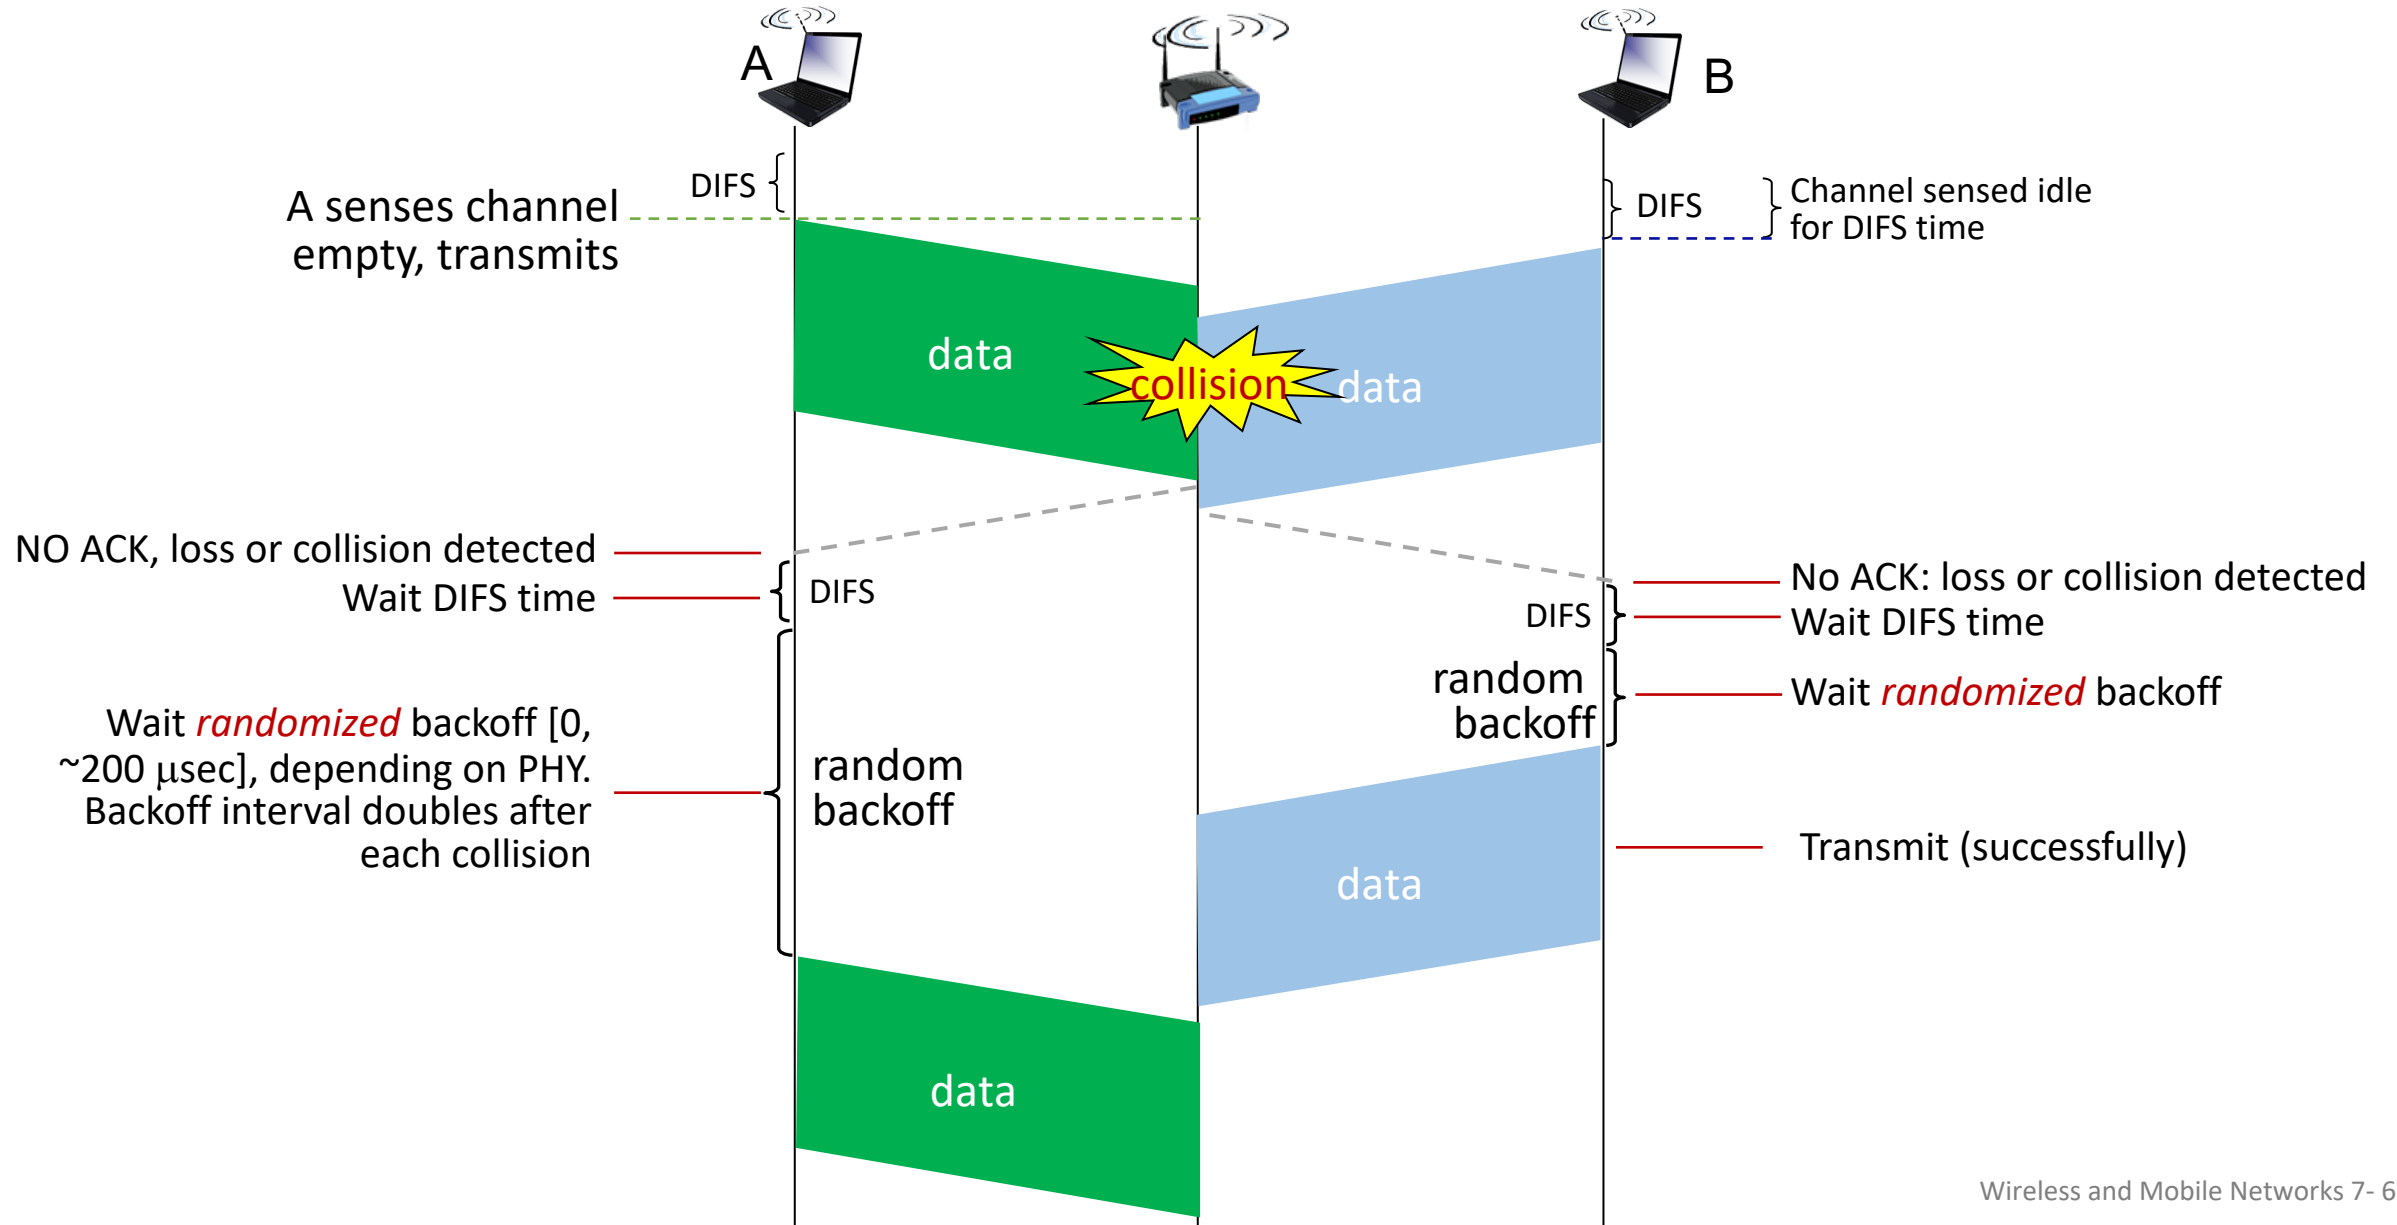 A
B
DIFS
A senses channel
empty, transmits
DIFS
Channel sensed idle
for DIFS time
data
collision
data
NO ACK, loss or collision detected
Wait DIFS time
DIFS
DIFS
No ACK: loss or collision detected
Wait DIFS time
random
backoff
Wait randomized backoff
Wait randomized backoff [0,
~200 μsec], depending on PHY.
Backoff interval doubles after
each collision
random
backoff
Transmit (successfully)
data
data
Wireless and Mobile Networks 7- 6